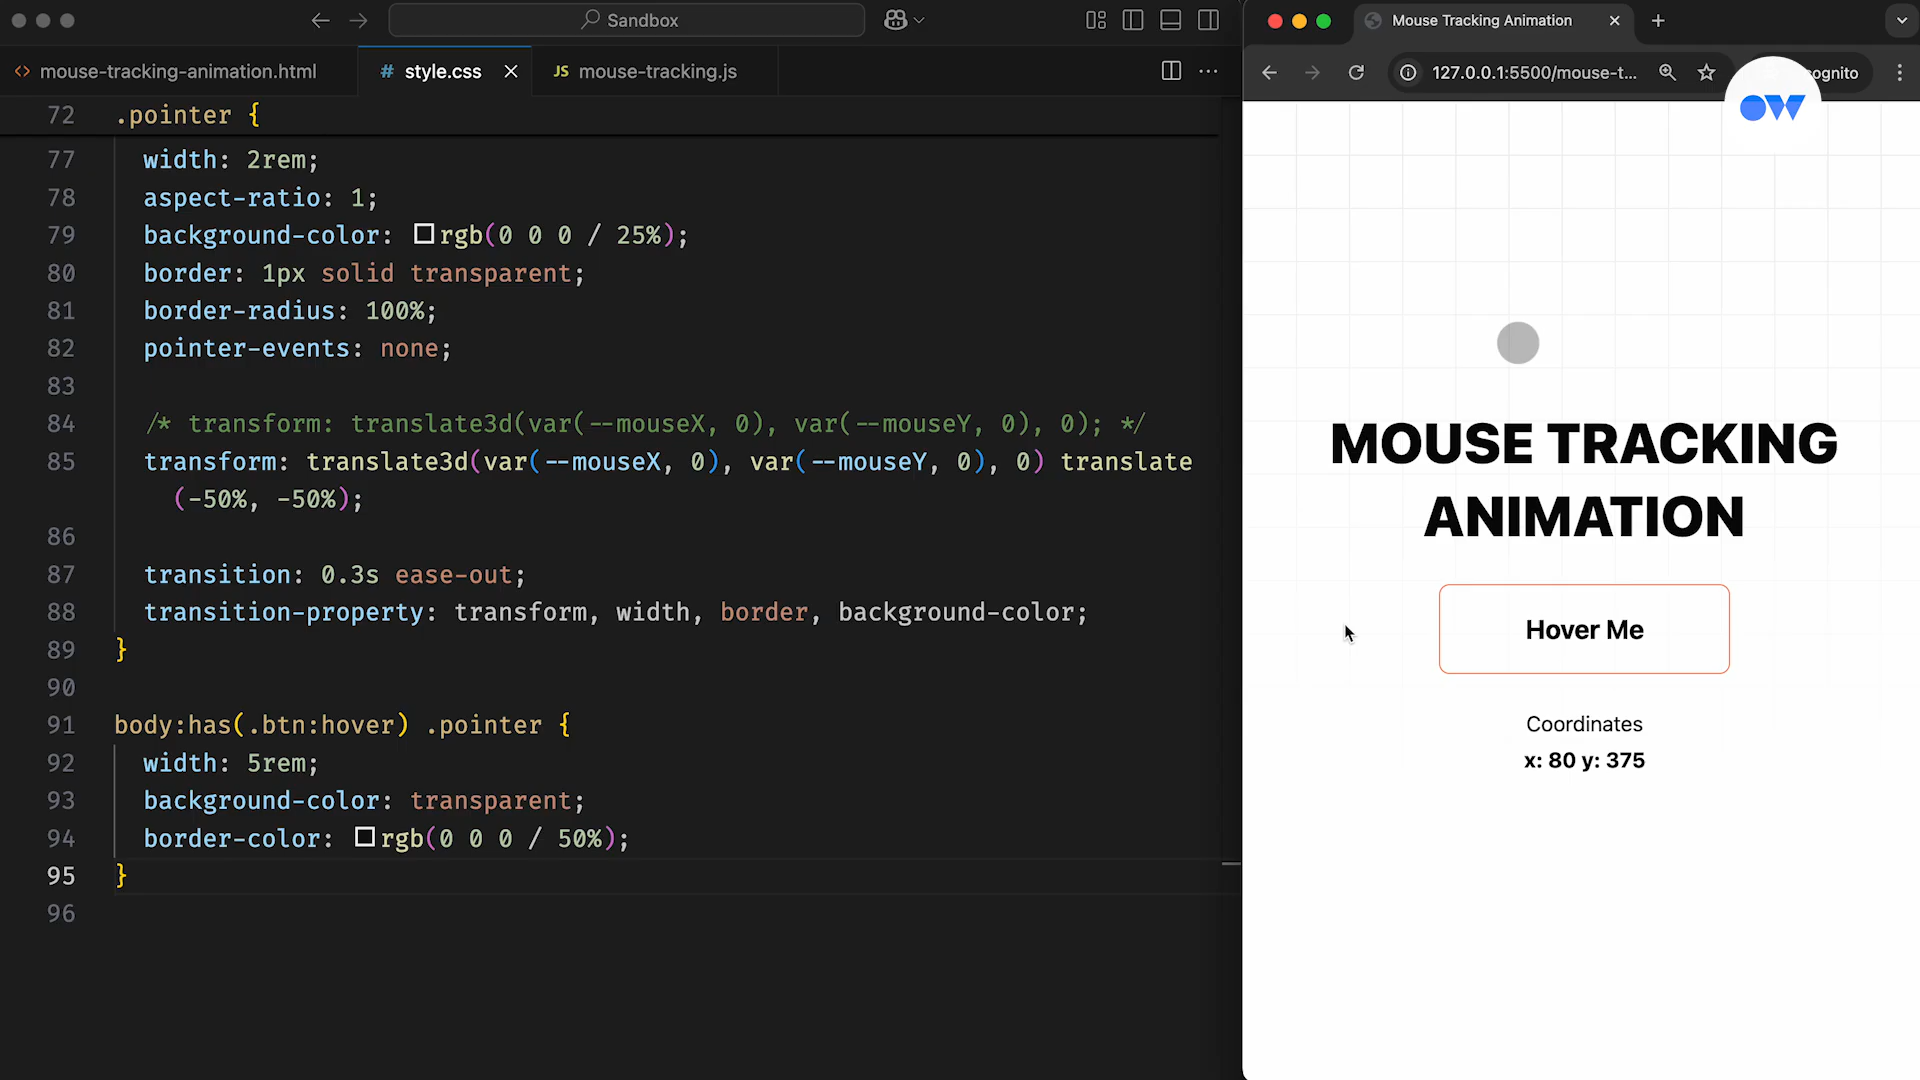 Sandbox
mouse-tracking-animation.html
# style.css
JS mouse-tracking.js
72 .pointer {
77 width: 2rem;
78 aspect-ratio: 1;
79 background-color: rgb(0 0 0 / 25%);
80 border: 1px solid transparent;
81 border-radius: 100%;
82 pointer-events: none;
83
84 /* transform: translate3d(var(--mouseX, 0), var(--mouseY, 0), 0); */
85 transform: translate3d(var(--mouseX, 0), var(--mouseY, 0), 0) translate
(-50%, -50%);
86
87 transition: 0.3s ease-out;
88 transition-property: transform, width, border, background-color;
89 }
90
91 body:has(.btn:hover) .pointer {
92 width: 5rem;
93 background-color: transparent;
94 border-color: rgb(0 0 0 / 50%);
95 }
96
Mouse Tracking Animation
127.0.0.1:5500/mouse-t...
ognito
OW
MOUSE TRACKING
ANIMATION
Hover Me
Coordinates
x: 80 y: 375